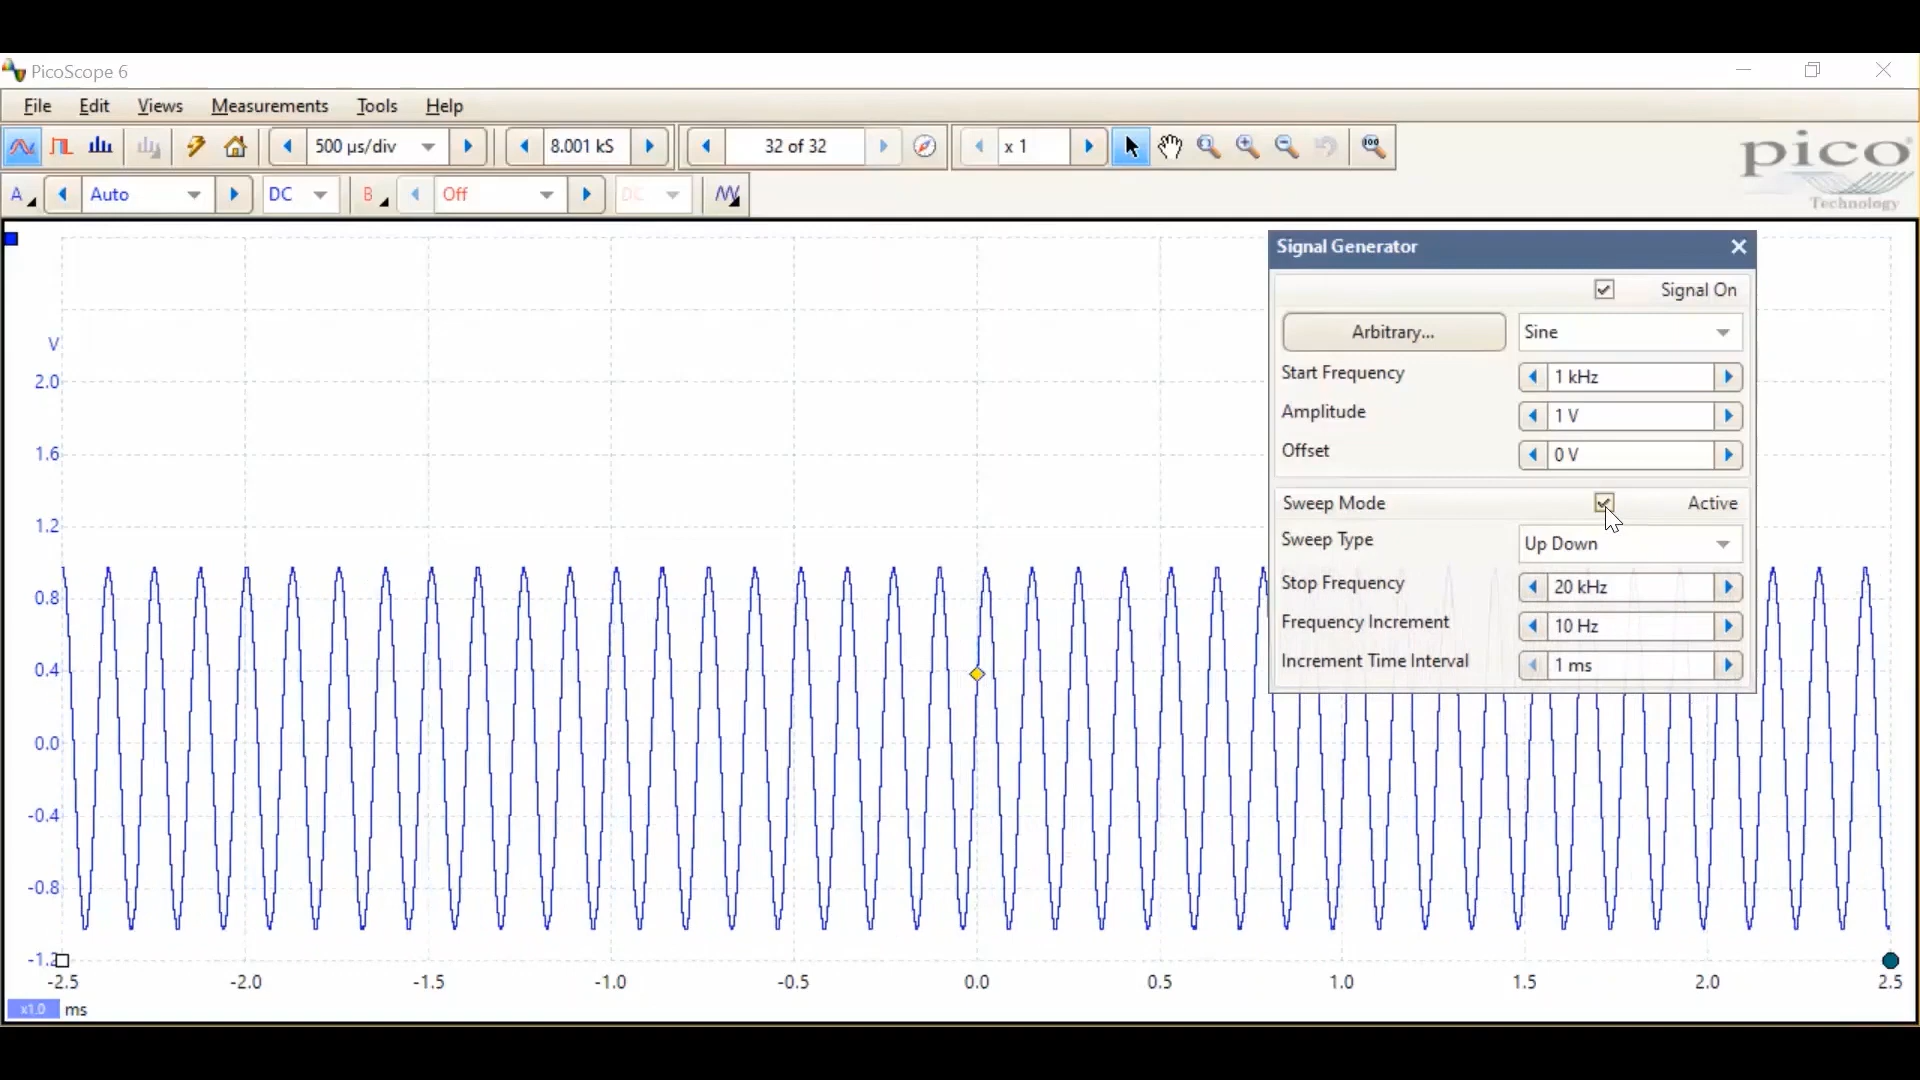 PicoScope 6
File Edit Views Measurements Tools Help
500 µs/div 8.001 kS 32 of 32 x 1 100
pico
Technology
A Auto DC B Off DC
Signal Generator
Signal On
Arbitrary... Sine
Start Frequency 1 kHz
Amplitude 1 V
Offset 0 V
Sweep Mode Active
Sweep Type Up Down
Stop Frequency 20 kHz
Frequency Increment 10 Hz
Increment Time Interval 1 ms
V
2.0
1.6
1.2
0.8
0.4
0.0
-0.4
-0.8
-1.2
-2.5 -2.0 -1.5 -1.0 -0.5 0.0 0.5 1.0 1.5 2.0 2.5
x1.0 ms